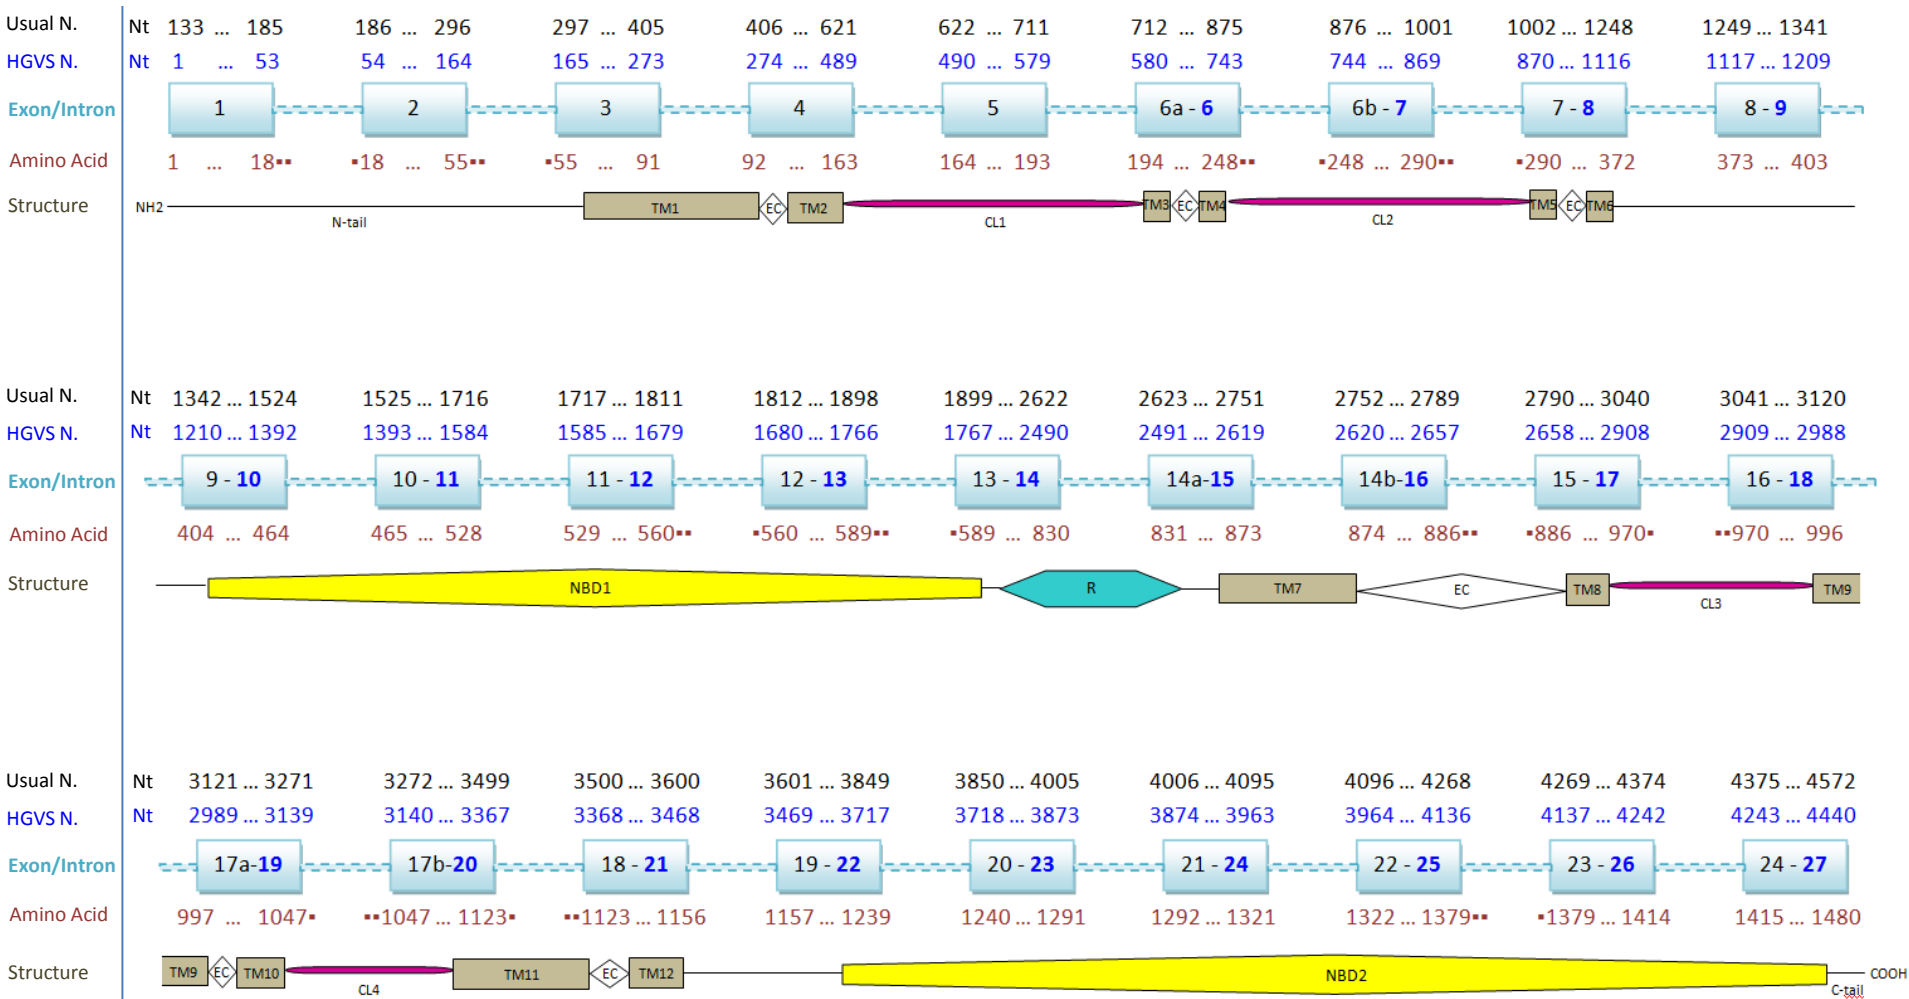 Usual N. Nt 133 ... 185 186 ... 296 297 ... 405 406 ... 621 622 ... 711 712 ... 875 876 ... 1001 1002 ... 1248 1249 ... 1341
HGVS N. Nt 1 ... 53 54 ... 164 165 ... 273 274 ... 489 490 ... 579 580 ... 743 744 ... 869 870 ... 1116 1117 ... 1209
Exon/Intron 1 2 3 4 5 6a - 6 6b - 7 7 - 8 8 - 9
Amino Acid 1 ... 18▪▪ ▪18 ... 55▪▪ ▪55 ... 91 92 ... 163 164 ... 193 194 ... 248▪▪ ▪248 ... 290▪▪ ▪290 ... 372 373 ... 403
Structure NH2 TM1 EC TM2 TM3 EC TM4 TM5 EC TM6
N-tail CL1 CL2
Usual N. Nt 1342 ... 1524 1525 ... 1716 1717 ... 1811 1812 ... 1898 1899 ... 2622 2623 ... 2751 2752 ... 2789 2790 ... 3040 3041 ... 3120
HGVS N. Nt 1210 ... 1392 1393 ... 1584 1585 ... 1679 1680 ... 1766 1767 ... 2490 2491 ... 2619 2620 ... 2657 2658 ... 2908 2909 ... 2988
Exon/Intron 9 - 10 10 - 11 11 - 12 12 - 13 13 - 14 14a-15 14b-16 15 - 17 16 - 18
Amino Acid 404 ... 464 465 ... 528 529 ... 560▪▪ ▪560 ... 589▪▪ ▪589 ... 830 831 ... 873 874 ... 886▪▪ ▪886 ... 970▪ ▪▪970 ... 996
Structure NBD1 R TM7 EC TM8 TM9
CL3
Usual N. Nt 3121 ... 3271 3272 ... 3499 3500 ... 3600 3601 ... 3849 3850 ... 4005 4006 ... 4095 4096 ... 4268 4269 ... 4374 4375 ... 4572
HGVS N. Nt 2989 ... 3139 3140 ... 3367 3368 ... 3468 3469 ... 3717 3718 ... 3873 3874 ... 3963 3964 ... 4136 4137 ... 4242 4243 ... 4440
Exon/Intron 17a-19 17b-20 18 - 21 19 - 22 20 - 23 21 - 24 22 - 25 23 - 26 24 - 27
Amino Acid 997 ... 1047▪ ▪▪1047 ... 1123▪ ▪▪1123 ... 1156 1157 ... 1239 1240 ... 1291 1292 ... 1321 1322 ... 1379▪▪ ▪1379 ... 1414 1415 ... 1480
Structure TM9 EC TM10 TM11 EC TM12 NBD2 COOH
CL4 C-tail